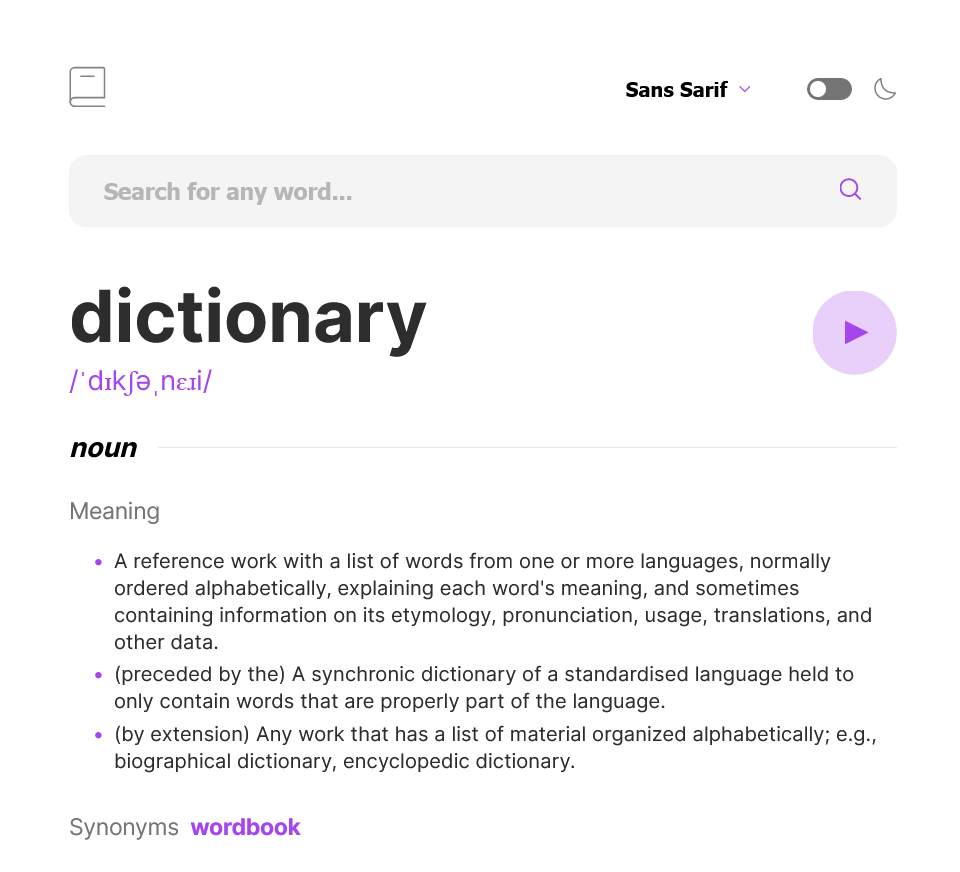 Sans Sarif
Search for any word...
dictionary
/ˈdɪkʃəˌnɛɹi/
noun
Meaning
• A reference work with a list of words from one or more languages, normally
ordered alphabetically, explaining each word's meaning, and sometimes
containing information on its etymology, pronunciation, usage, translations, and
other data.
• (preceded by the) A synchronic dictionary of a standardised language held to
only contain words that are properly part of the language.
• (by extension) Any work that has a list of material organized alphabetically; e.g.,
biographical dictionary, encyclopedic dictionary.
Synonyms wordbook